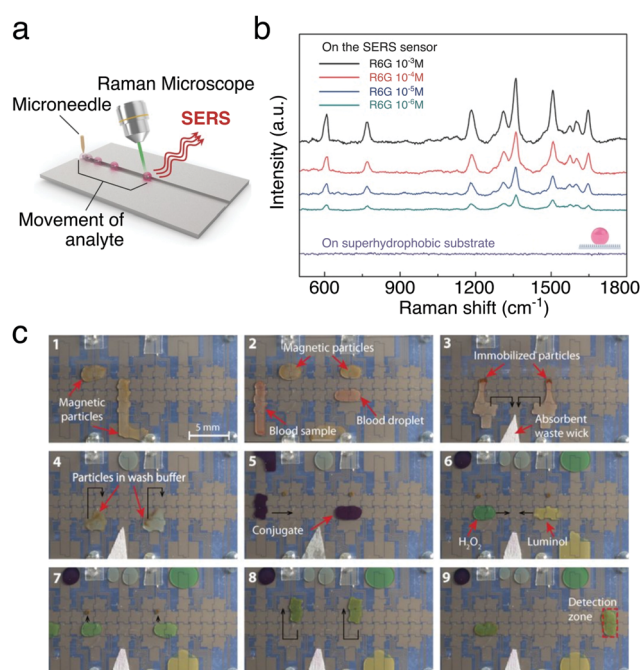 a
Raman Microscope
Microneedle
SERS
Movement of
analyte
b
On the SERS sensor
R6G 10⁻³M
R6G 10⁻⁴M
R6G 10⁻⁵M
R6G 10⁻⁶M
On superhydrophobic substrate
Intensity (a.u.)
600 900 1200 1500 1800
Raman shift (cm⁻¹)
c
1
Magnetic
particles
5 mm
2
Magnetic particles
Blood sample
Blood droplet
3
Immobilized particles
Absorbent
waste wick
4
Particles in wash buffer
5
Conjugate
6
H₂O₂
Luminol
7
8
9
Detection
zone